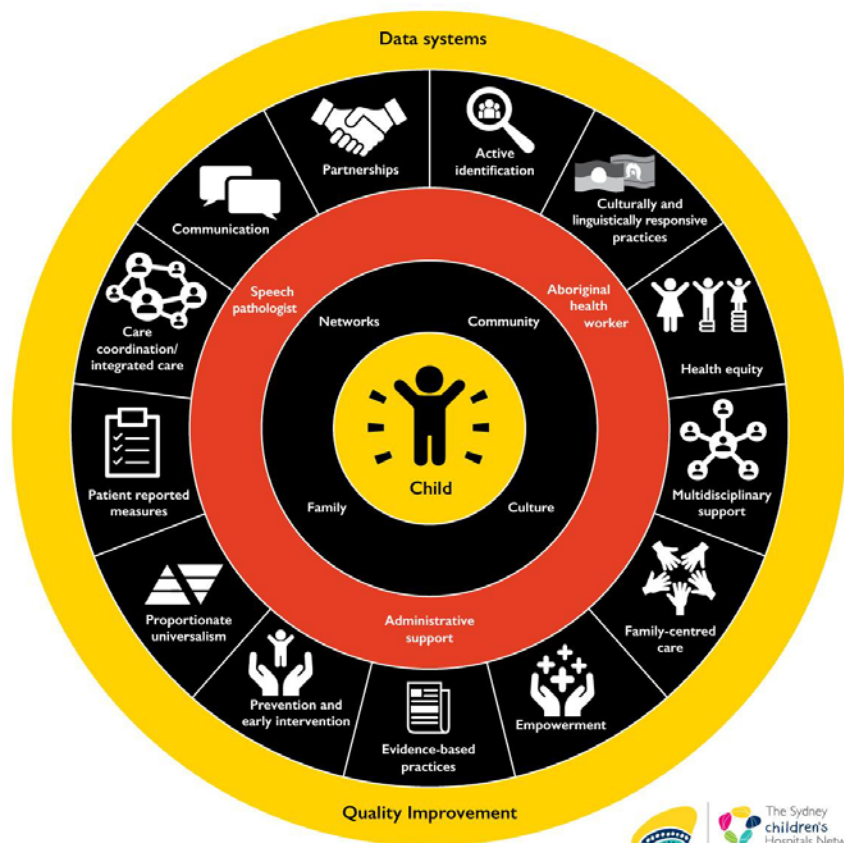 Data systems
Partnerships
Active
identification
Communication
Culturally and
linguistically responsive
practices
Care
coordination/
integrated care
Health equity
Patient reported
measures
Multidisciplinary
support
Proportionate
universalism
Family-centred
care
Prevention and
early intervention
Empowerment
Evidence-based
practices
Speech
pathologist
Aboriginal
health
worker
Administrative
support
Networks
Community
Family
Culture
Child
Quality Improvement
The Sydney
children's
Hospitals